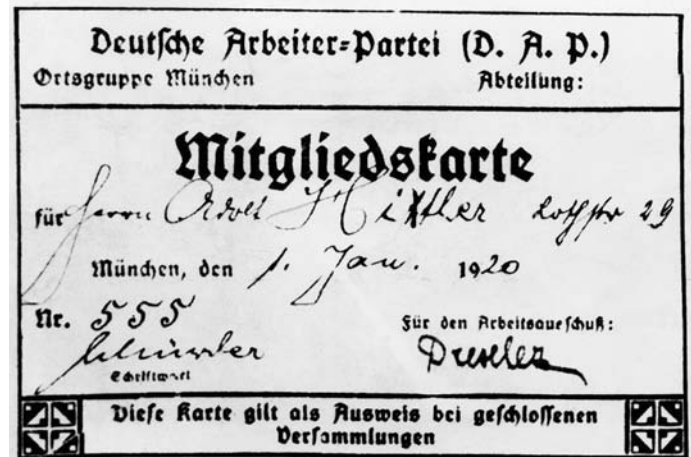 Deutsche Arbeiter=Partei (D. A. P.)
Ortsgruppe München Abteilung:
Mitgliedskarte
für Herrn Adolf Hittler Lothstr 29
München, den 1. Jan. 1920
Nr. 555 Für den Arbeitsausschuß:
Schüssler Drexler
Schriftwart
Diese Karte gilt als Ausweis bei geschlossenen
Versammlungen